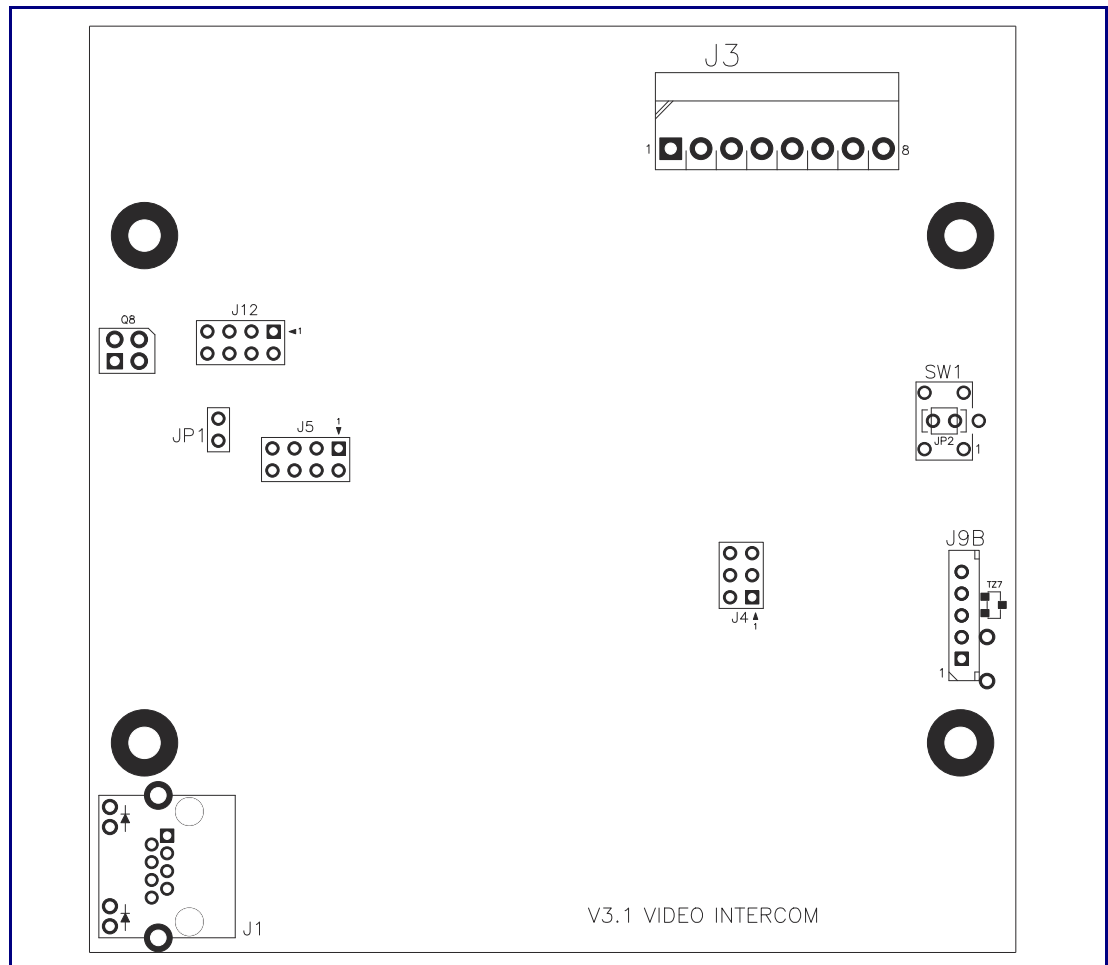 J3
1 8
Q8
J12
1
SW1
JP1
J5
1
JP2
1
J9B
TZ7
J4
1
1
J1
V3.1 VIDEO INTERCOM